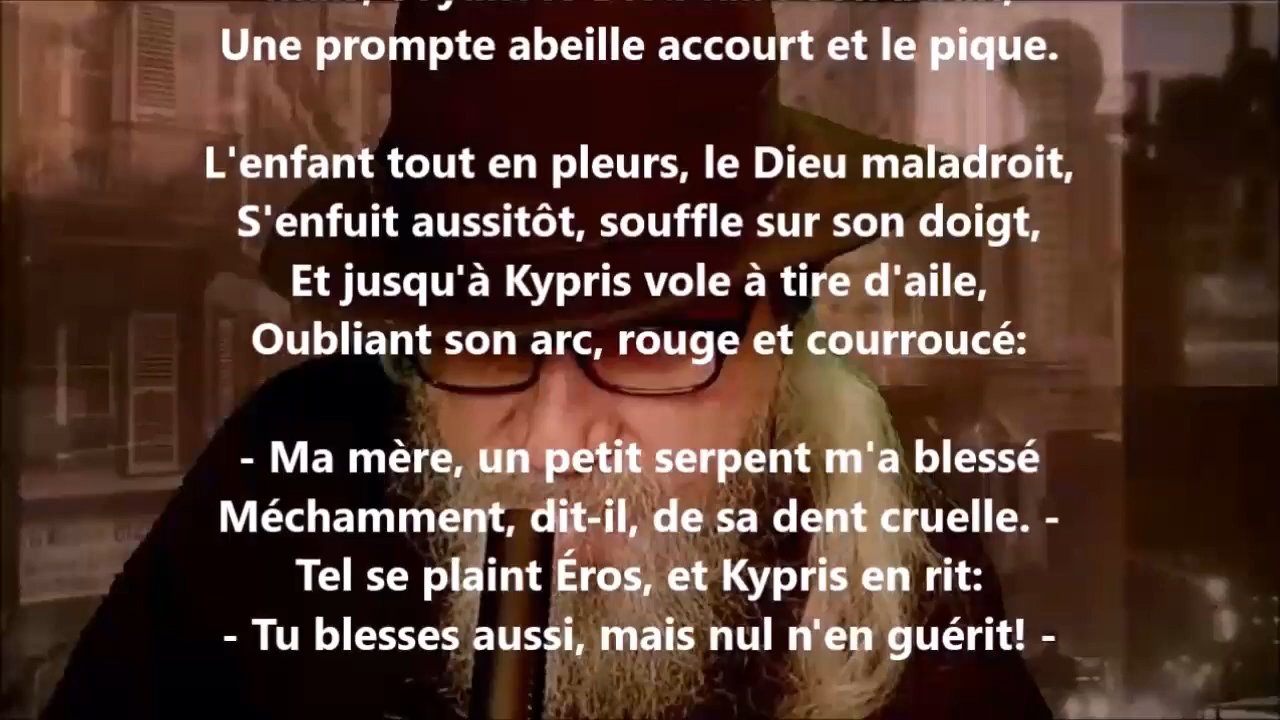 Une prompte abeille accourt et le pique.
L'enfant tout en pleurs, le Dieu maladroit,
S'enfuit aussitôt, souffle sur son doigt,
Et jusqu'à Kypris vole à tire d'aile,
Oubliant son arc, rouge et courroucé:
- Ma mère, un petit serpent m'a blessé
Méchamment, dit-il, de sa dent cruelle. -
Tel se plaint Éros, et Kypris en rit:
- Tu blesses aussi, mais nul n'en guérit! -